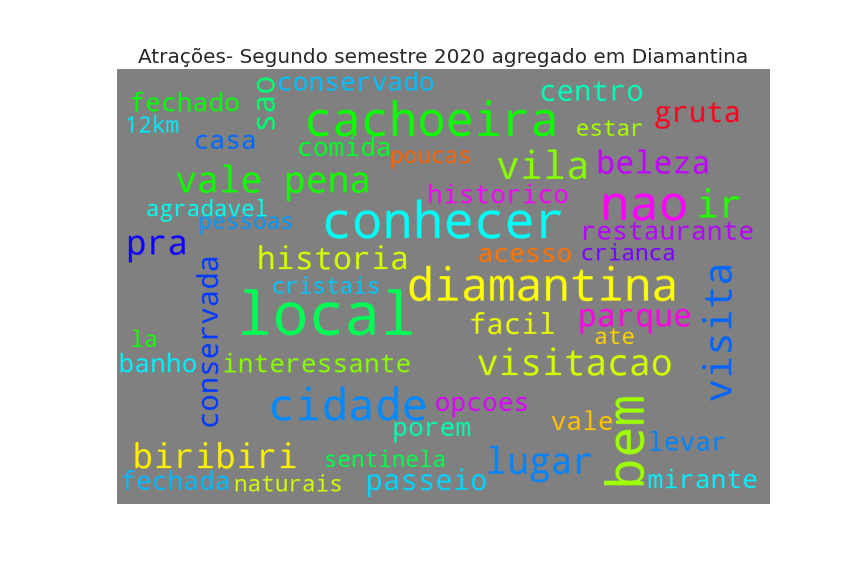 Atrações- Segundo semestre 2020 agregado em Diamantina
conservado
fechado
sao
centro
12km
cachoeira
gruta
estar
casa
comida
poucas
vila
beleza
vale pena
historico
nao
ir
agradavel
pessoas
conhecer
restaurante
pra
historia
acesso
crianca
cristais
diamantina
visita
conservada
local
facil
parque
la
ate
banho
interessante
visitacao
cidade
opcoes
porem
vale
bem
levar
biribiri
sentinela
lugar
fechada
naturais
passeio
mirante